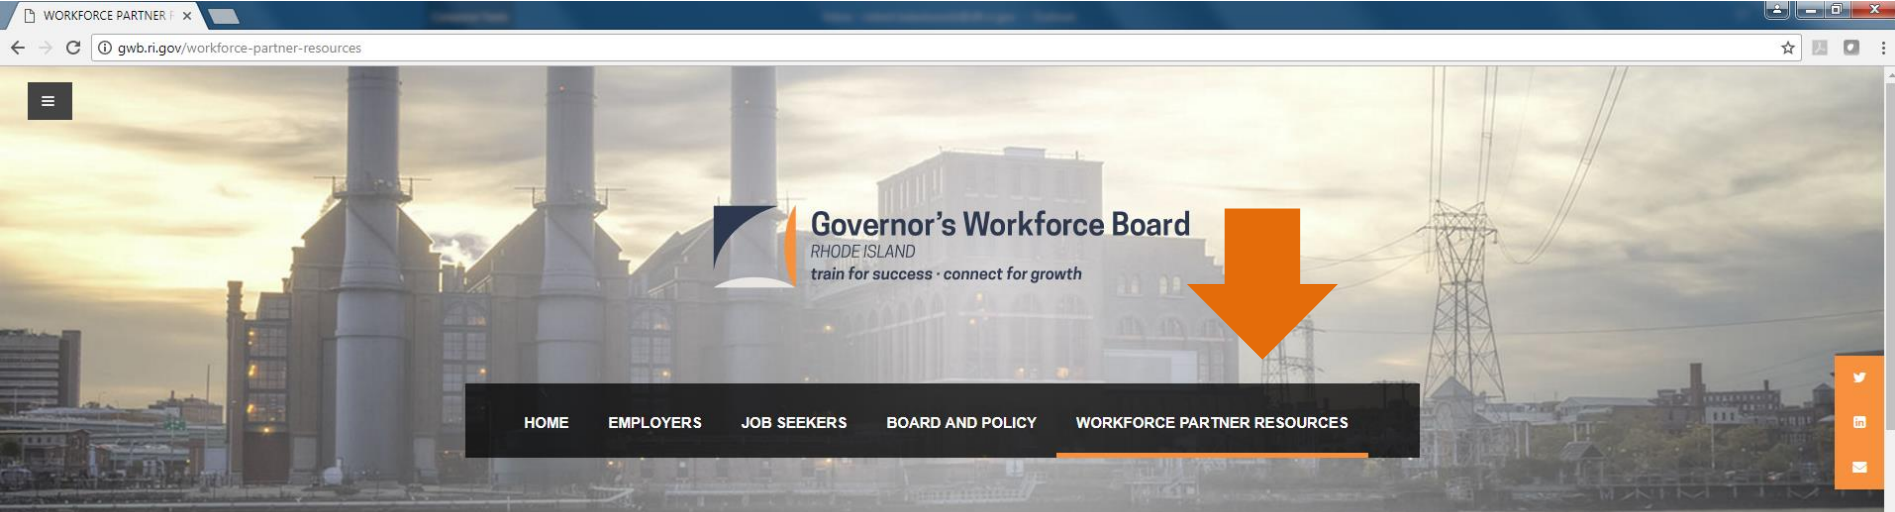 WORKFORCE PARTNER F
gwb.ri.gov/workforce-partner-resources
Governor's Workforce Board
RHODE ISLAND
train for success · connect for growth
HOME EMPLOYERS JOB SEEKERS BOARD AND POLICY WORKFORCE PARTNER RESOURCES